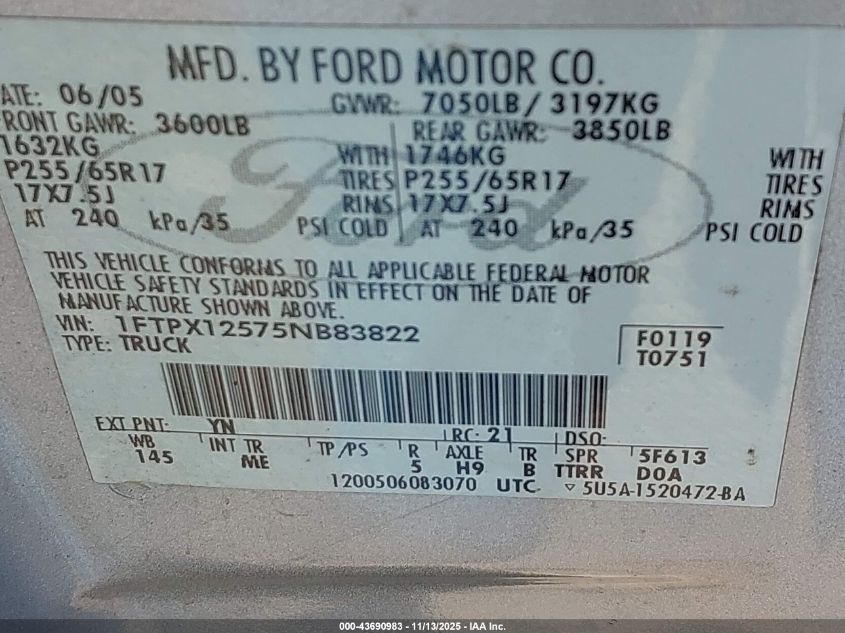 MFD. BY FORD MOTOR CO.
ATE: 06/05 GVWR: 7050LB / 3197KG
RONT GAWR: 3600LB REAR GAWR: 3850LB
1632KG WITH 1746KG WITH
P255/65R17 TIRES P255/65R17 TIRES
17X7.5J RIMS 17X7.5J RIMS
AT 240 kPa/35 PSI COLD AT 240 kPa/35 PSI COLD
Ford
THIS VEHICLE CONFORMS TO ALL APPLICABLE FEDERAL MOTOR
VEHICLE SAFETY STANDARDS IN EFFECT ON THE DATE OF
MANUFACTURE SHOWN ABOVE.
VIN: 1FTPX12575NB83822 F0119
TYPE: TRUCK T0751
EXT PNT: YN RC: 21 DSO:
WB INT TR TP/PS R AXLE TR SPR 5F613
145 ME 5 H9 B TTRR DOA
1200506083070 UTC ▽ 5U5A-1520472-BA
000-43690983 - 11/13/2025 - IAA Inc.